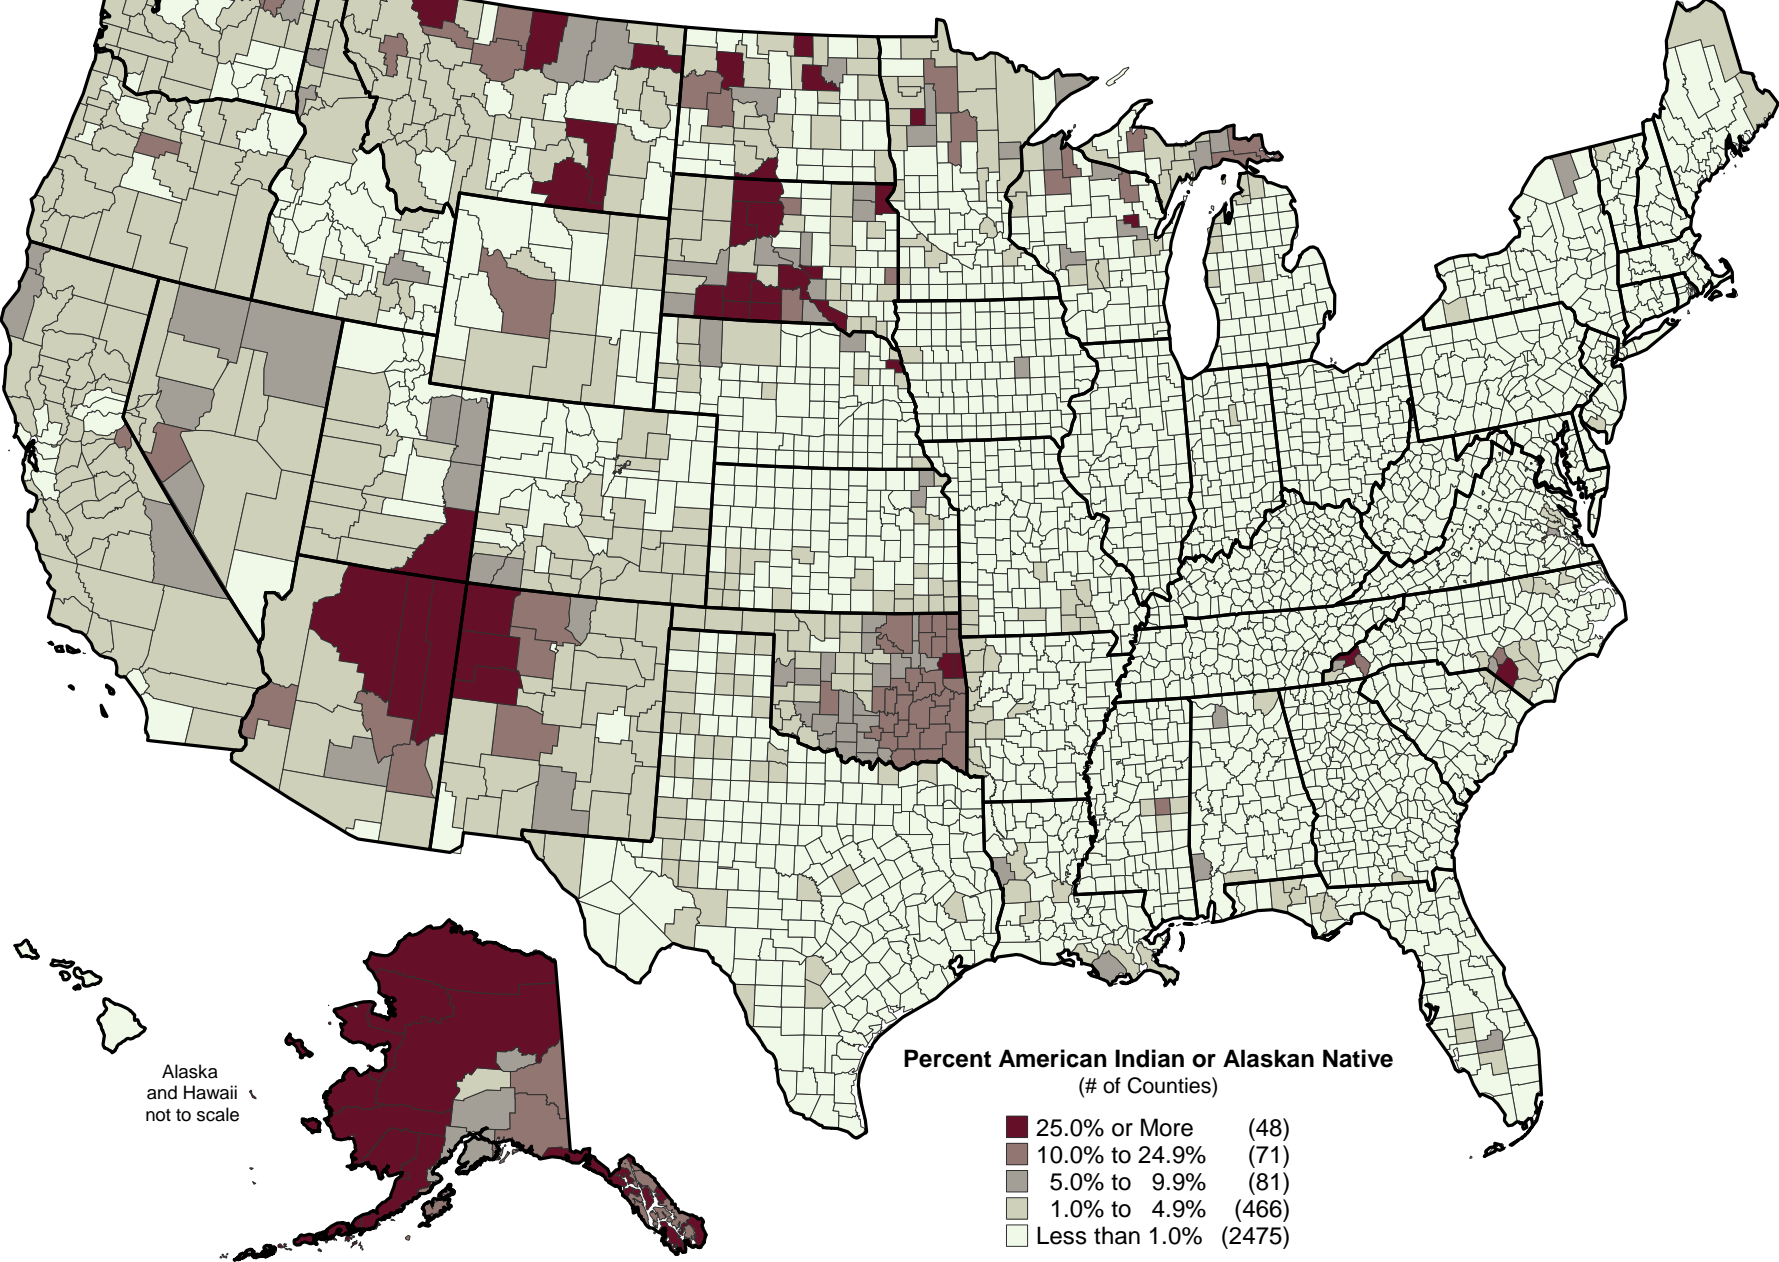 Alaska
and Hawaii
not to scale
Percent American Indian or Alaskan Native
(# of Counties)
25.0% or More (48)
10.0% to 24.9% (71)
5.0% to 9.9% (81)
1.0% to 4.9% (466)
Less than 1.0% (2475)